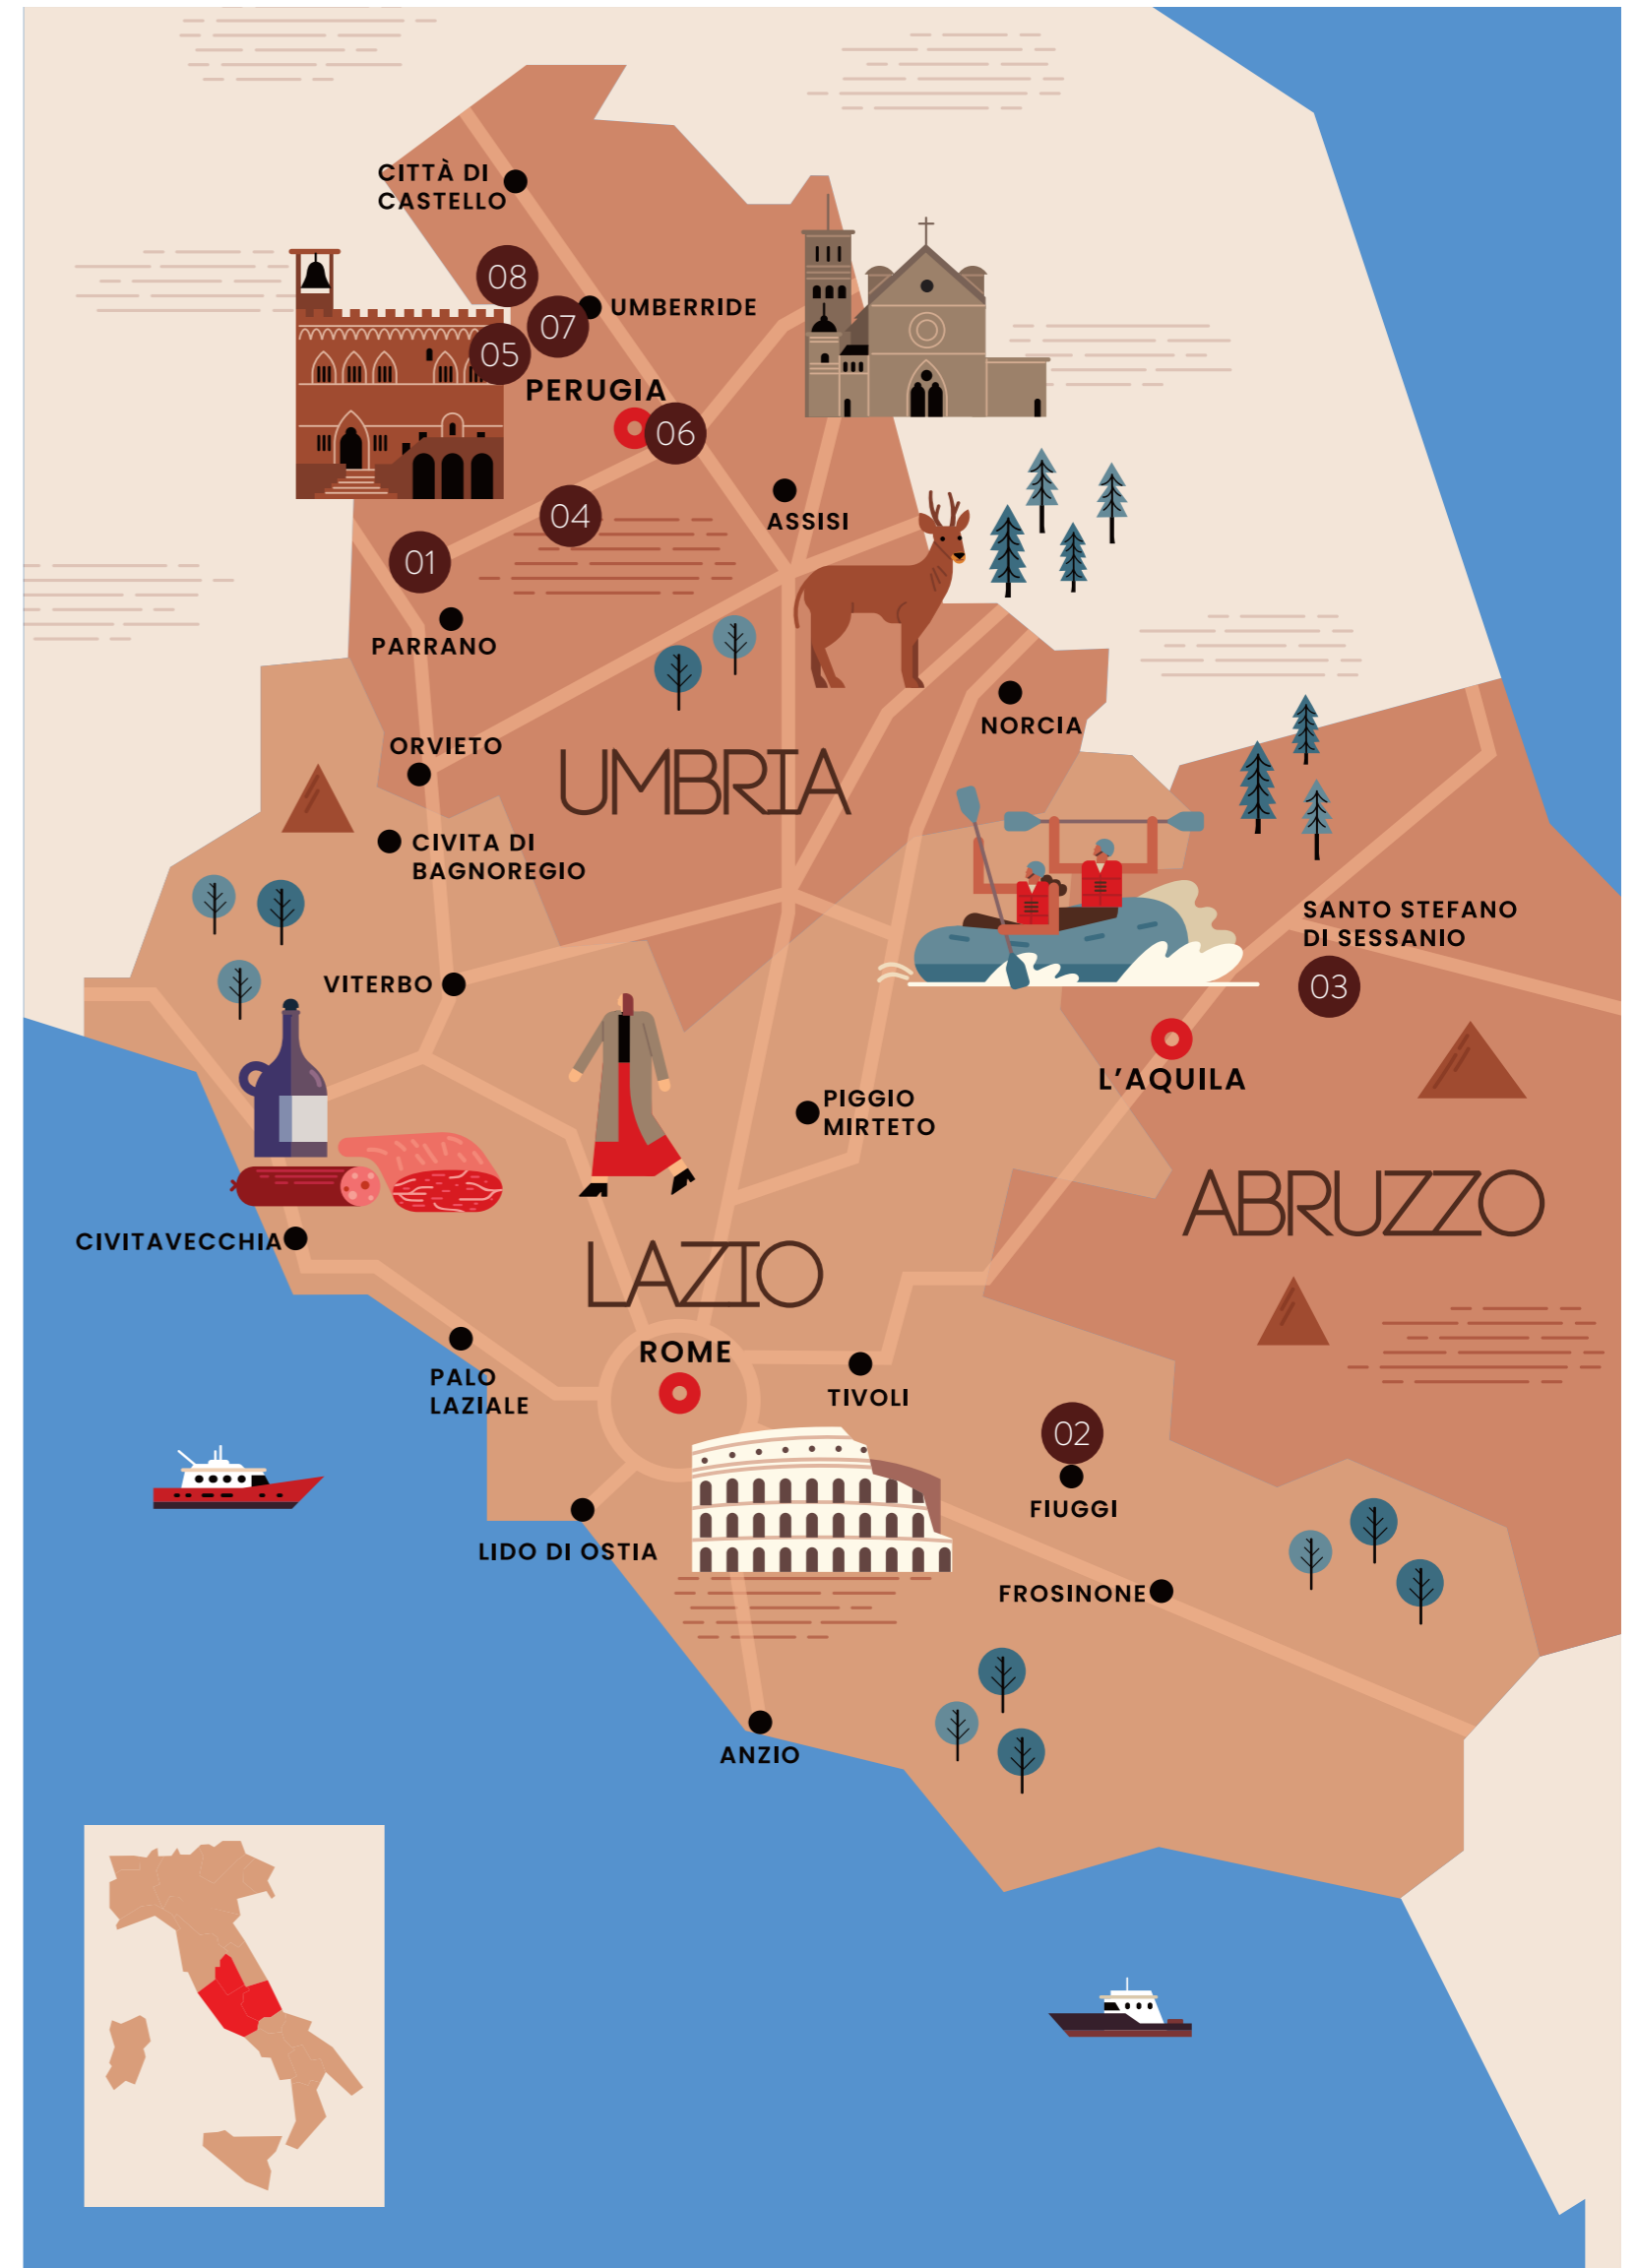 CITTÀ DI
CASTELLO
08
07
UMBERRIDE
05
PERUGIA
06
04
ASSISI
01
PARRANO
NORCIA
ORVIETO
UMBRIA
CIVITA DI
BAGNOREGIO
SANTO STEFANO
DI SESSANIO
03
VITERBO
L'AQUILA
PIGGIO
MIRTETO
ABRUZZO
CIVITAVECCHIA
LAZIO
ROME
PALO
LAZIALE
TIVOLI
02
FIUGGI
LIDO DI OSTIA
FROSINONE
ANZIO